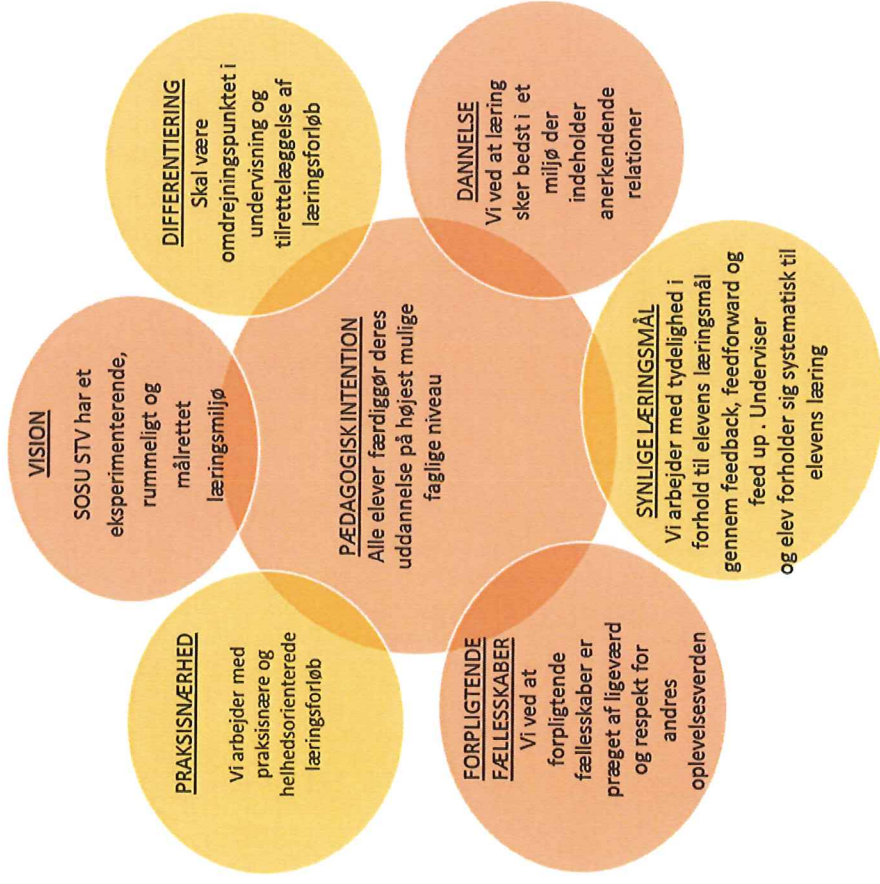 VISION
SOSU STV har et
eksperimenterende,
rummeligt og
målrettet
læringsmiljø
DIFFERENTIERING
Skal være
omdrejningspunktet i
undervisning og
tilrettelæggelse af
læringsforløb
DANNELSE
Vi ved at læring
sker bedst i et
miljø der
indeholder
anerkendende
relationer
SYNLIGE LÆRINGSMÅL
Vi arbejder med tydelighed i
forhold til elevens læringsmål
gennem feedback, feedforward og
feed up . Underviser
og elev forholder sig systematisk til
elevens læring
FORPLIGTENDE
FÆLLESSKABER
Vi ved at
forpligtende
fællesskaber er
præget af ligeværd
og respekt for
andres
oplevelsesverden
PRAKSISNÆRHED
Vi arbejder med
praksisnære og
helhedsorienterede
læringsforløb
PÆDAGOGISK INTENTION
Alle elever færdiggør deres
uddannelse på højest mulige
faglige niveau